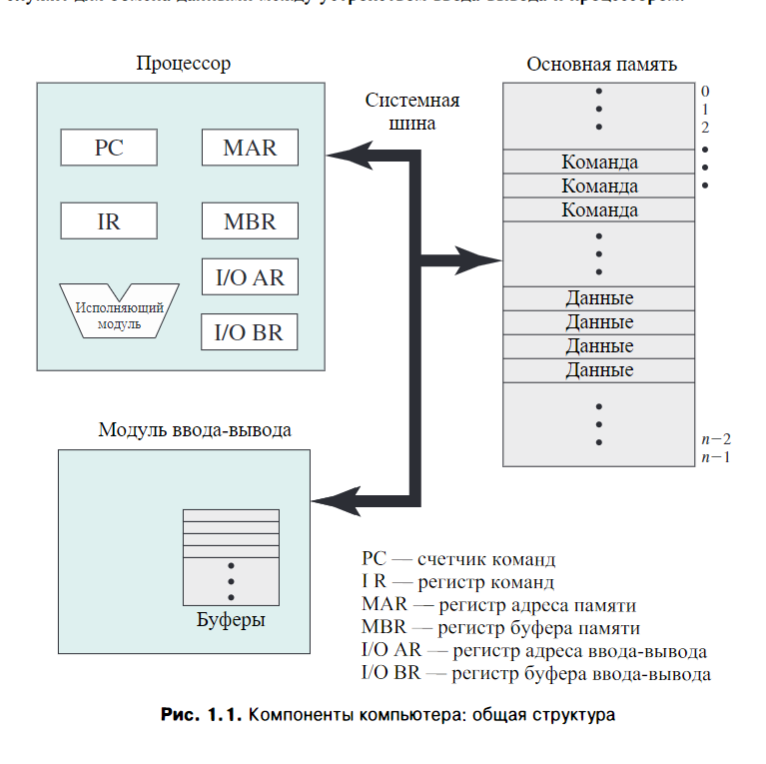 Процессор
Основная память
Системная
шина
PC
MAR
IR
MBR
I/O AR
Исполняющий
модуль
I/O BR
0
1
2
Команда
Команда
Команда
Данные
Данные
Данные
Данные
n−2
n−1
Модуль ввода-вывода
Буферы
PC — счетчик команд
I R — регистр команд
MAR — регистр адреса памяти
MBR — регистр буфера памяти
I/O AR — регистр адреса ввода-вывода
I/O BR — регистр буфера ввода-вывода
Рис. 1.1. Компоненты компьютера: общая структура